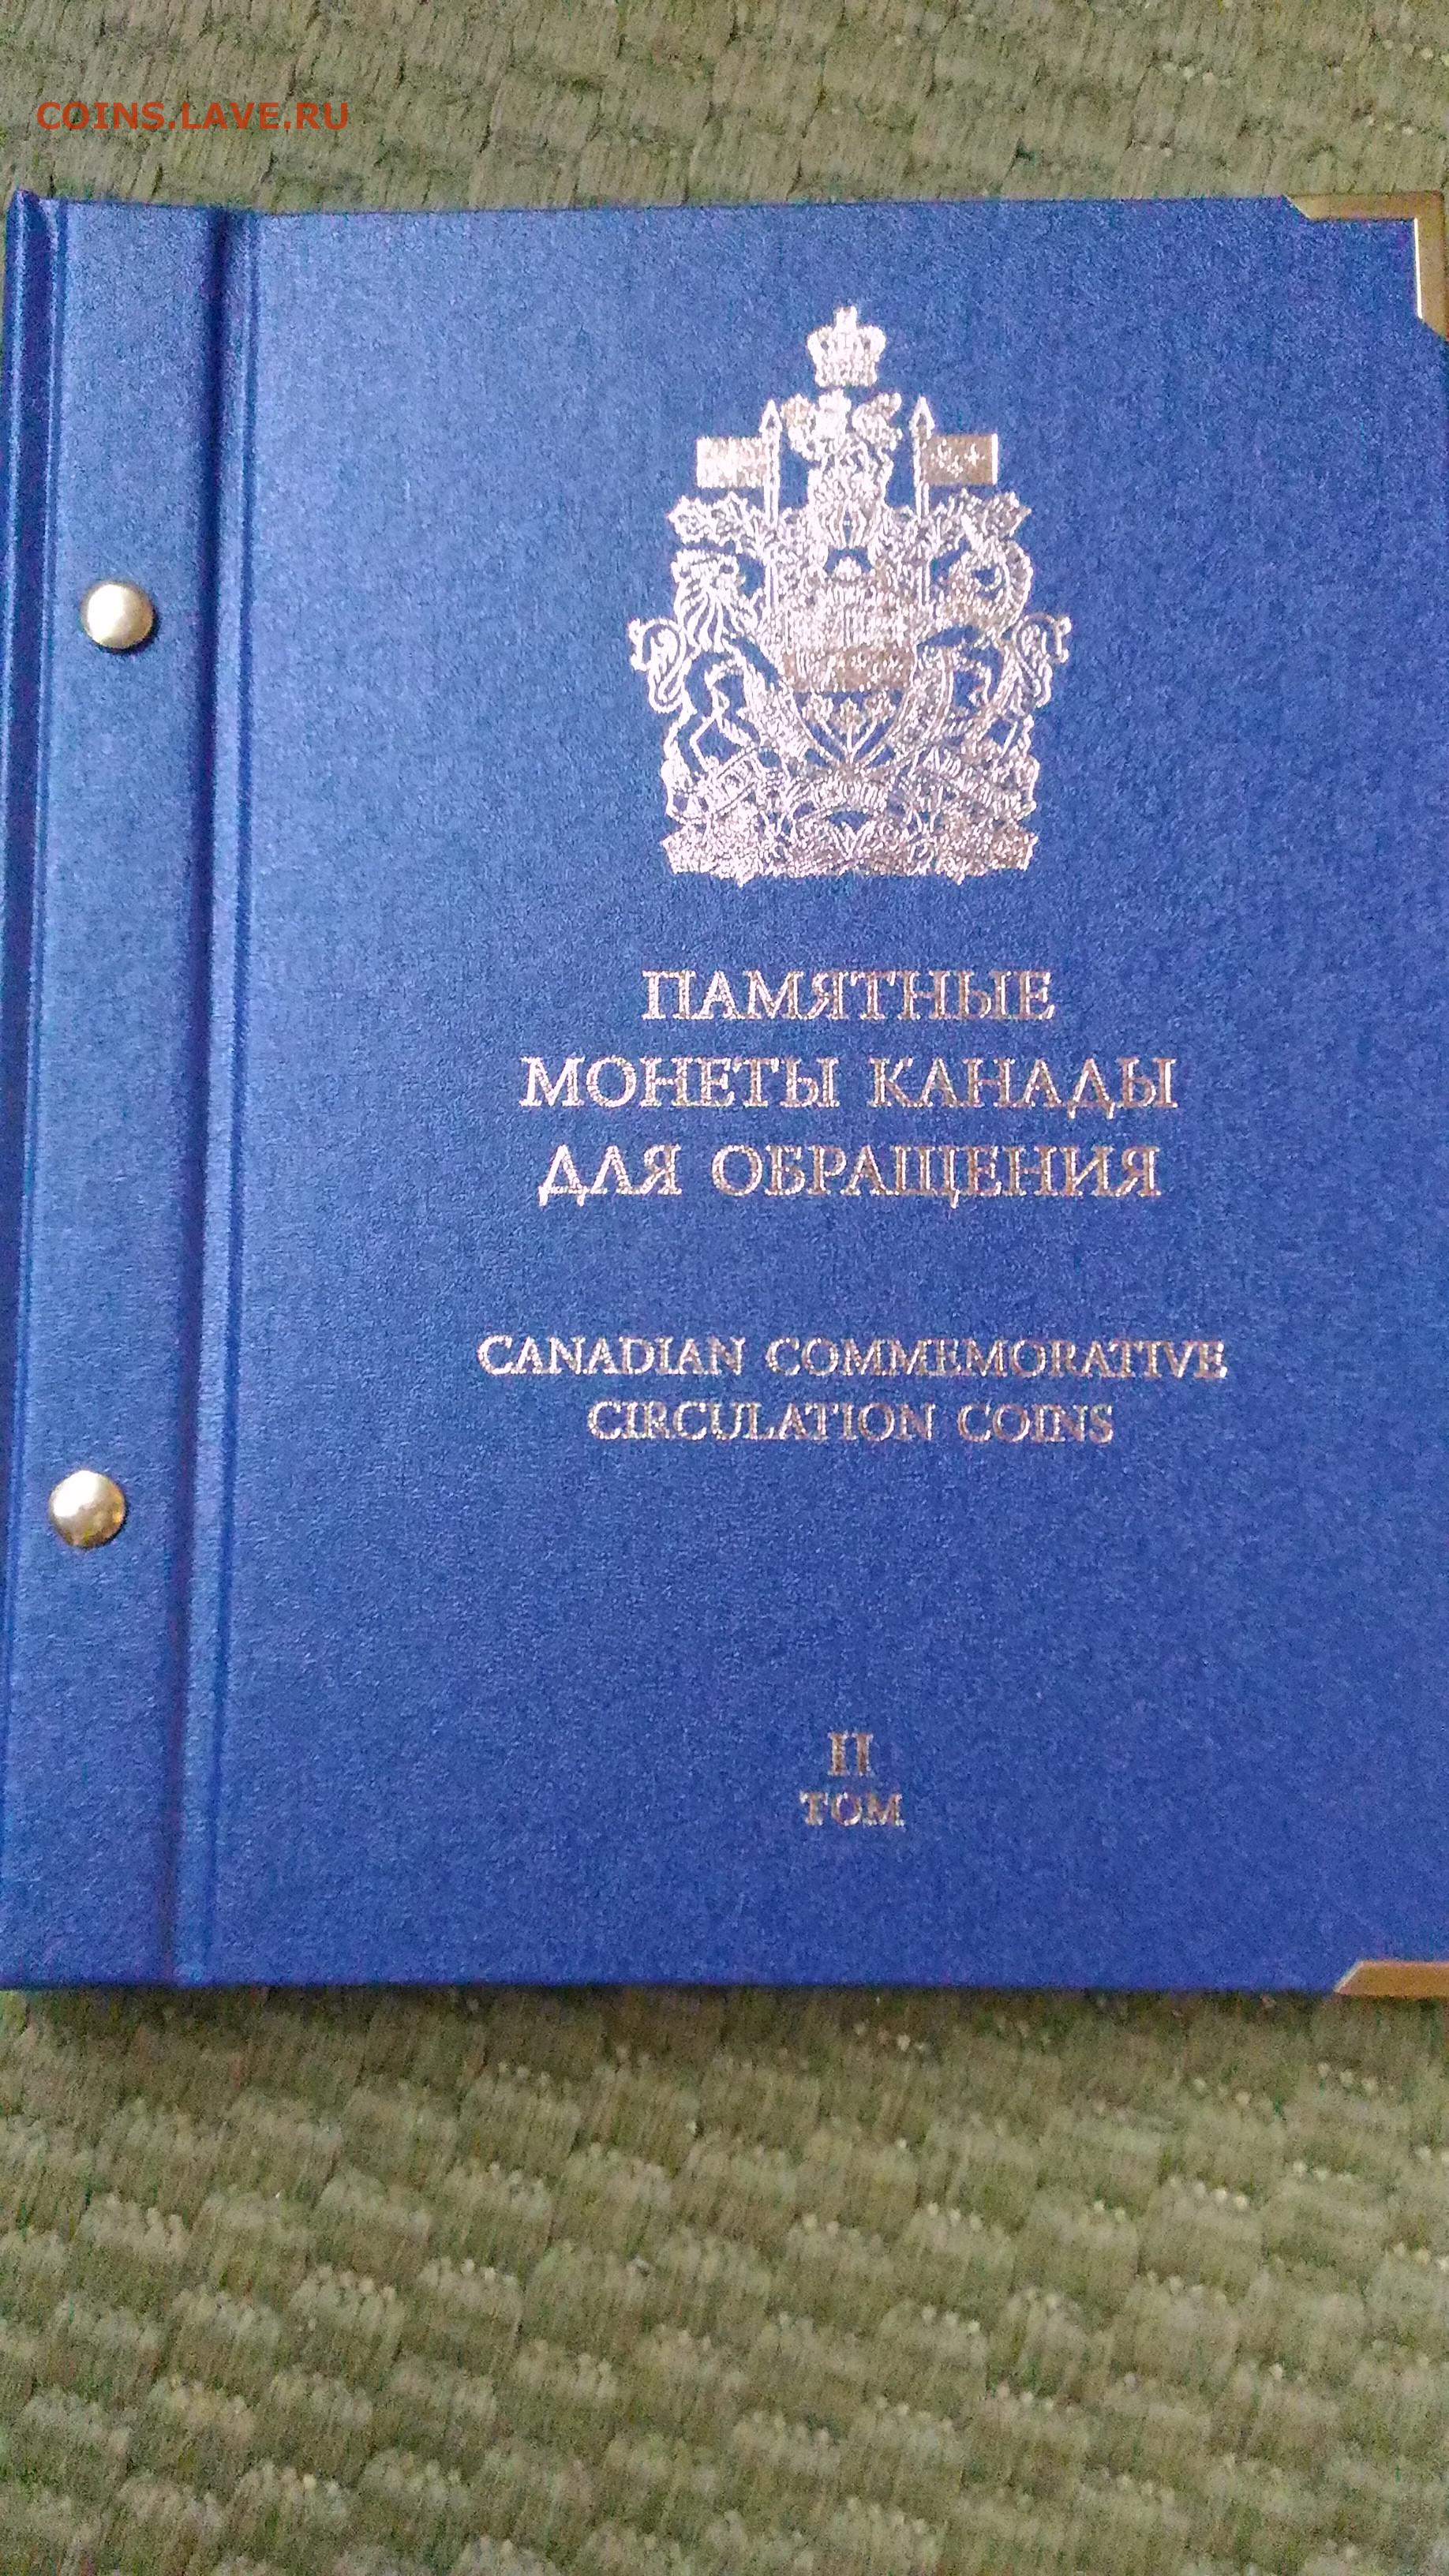 COINS.LAVE.RU
ПАМЯТНЫЕ
МОНЕТЫ КАНАДЫ
ДЛЯ ОБРАЩЕНИЯ
CANADIAN COMMEMORATIVE
CIRCULATION COINS
II
ТОМ